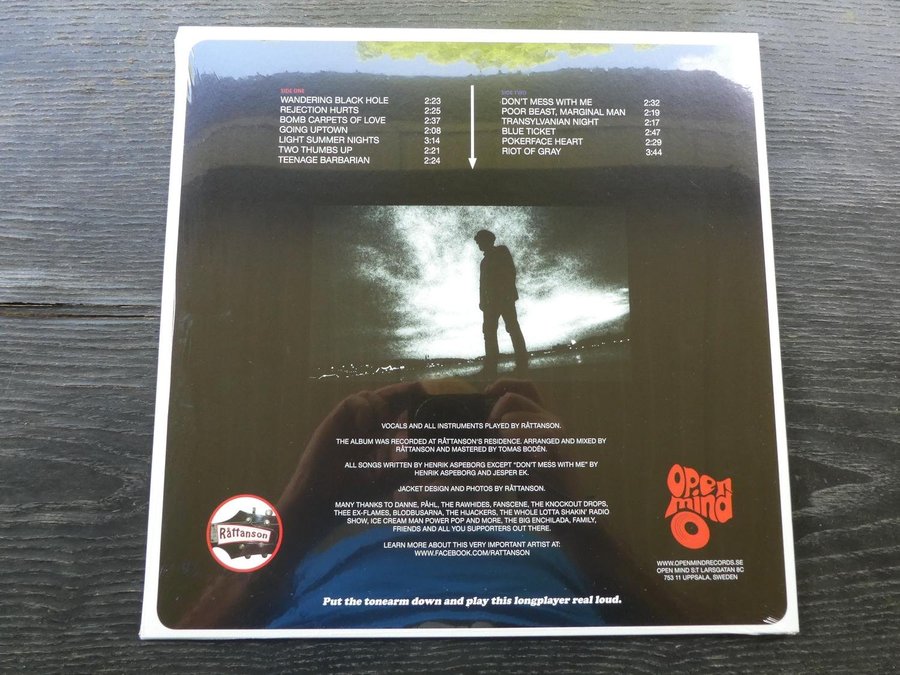 SIDE ONE
WANDERING BLACK HOLE 2:23
REJECTION HURTS 2:25
BOMB CARPETS OF LOVE 2:37
GOING UPTOWN 2:08
LIGHT SUMMER NIGHTS 3:14
TWO THUMBS UP 2:21
TEENAGE BARBARIAN 2:24
SIDE TWO
DON'T MESS WITH ME 2:32
POOR BEAST, MARGINAL MAN 2:19
TRANSYLVANIAN NIGHT 2:17
BLUE TICKET 2:47
POKERFACE HEART 2:29
RIOT OF GRAY 3:44
VOCALS AND ALL INSTRUMENTS PLAYED BY RÅTTANSON.
THE ALBUM WAS RECORDED AT RÅTTANSON'S RESIDENCE. ARRANGED AND MIXED BY
RÅTTANSON AND MASTERED BY TOMAS BODÉN.
ALL SONGS WRITTEN BY HENRIK ASPEBORG EXCEPT "DON'T MESS WITH ME" BY
HENRIK ASPEBORG AND JESPER EK.
JACKET DESIGN AND PHOTOS BY RÅTTANSON.
MANY THANKS TO DANNE, PÅHL, THE RAWHIDES, FANSCENE, THE KNOCKOUT DROPS,
THEE EX-FLAMES, BLODBUSARNA, THE HIJACKERS, THE WHOLE LOTTA SHAKIN' RADIO
SHOW, ICE CREAM MAN POWER POP AND MORE, THE BIG ENCHILADA, FAMILY,
FRIENDS AND ALL YOU SUPPORTERS OUT THERE.
LEARN MORE ABOUT THIS VERY IMPORTANT ARTIST AT:
WWW.FACEBOOK.COM/RATTANSON
Råttanson
Open
mind
WWW.OPENMINDRECORDS.SE
OPEN MIND S:T LARSGATAN 8C
753 11 UPPSALA, SWEDEN
Put the tonearm down and play this longplayer real loud.